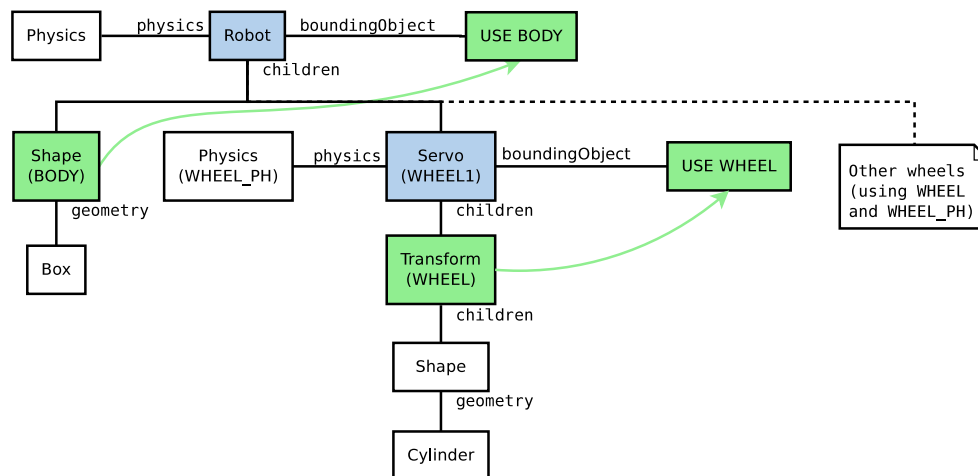 Physics
physics
Robot
boundingObject
USE BODY
children
Shape
(BODY)
geometry
Box
Physics
(WHEEL_PH)
physics
Servo
(WHEEL1)
boundingObject
USE WHEEL
children
Transform
(WHEEL)
children
Shape
geometry
Cylinder
Other wheels
(using WHEEL
and WHEEL_PH)